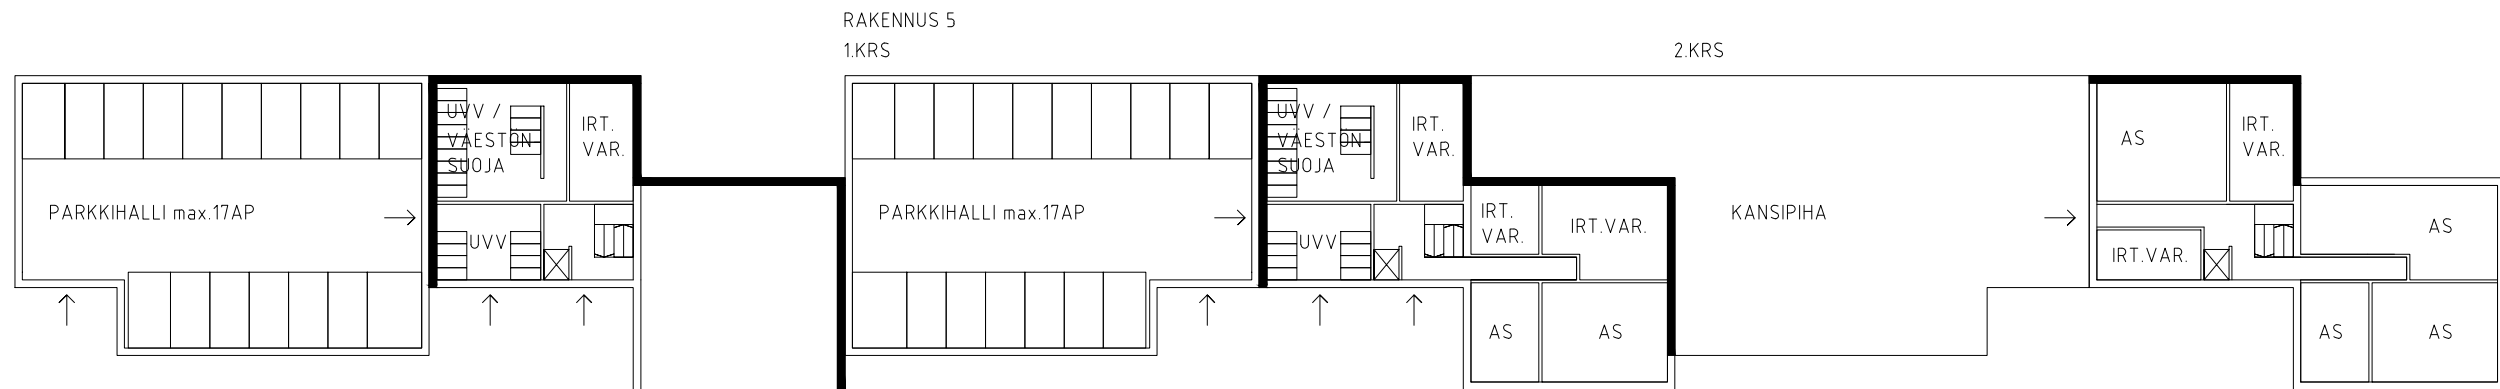 RAKENNUS 5
1.KRS
2.KRS
UVV /
VÄESTÖN
SUOJA
IRT.
VAR.
PARKKIHALLI max.17AP
UVV
UVV /
VÄESTÖN
SUOJA
IRT.
VAR.
PARKKIHALLI max.17AP
UVV
IRT.
VAR.
IRT.VAR.
AS
AS
KANSIPIHA
AS
IRT.
VAR.
IRT.VAR.
AS
AS
AS